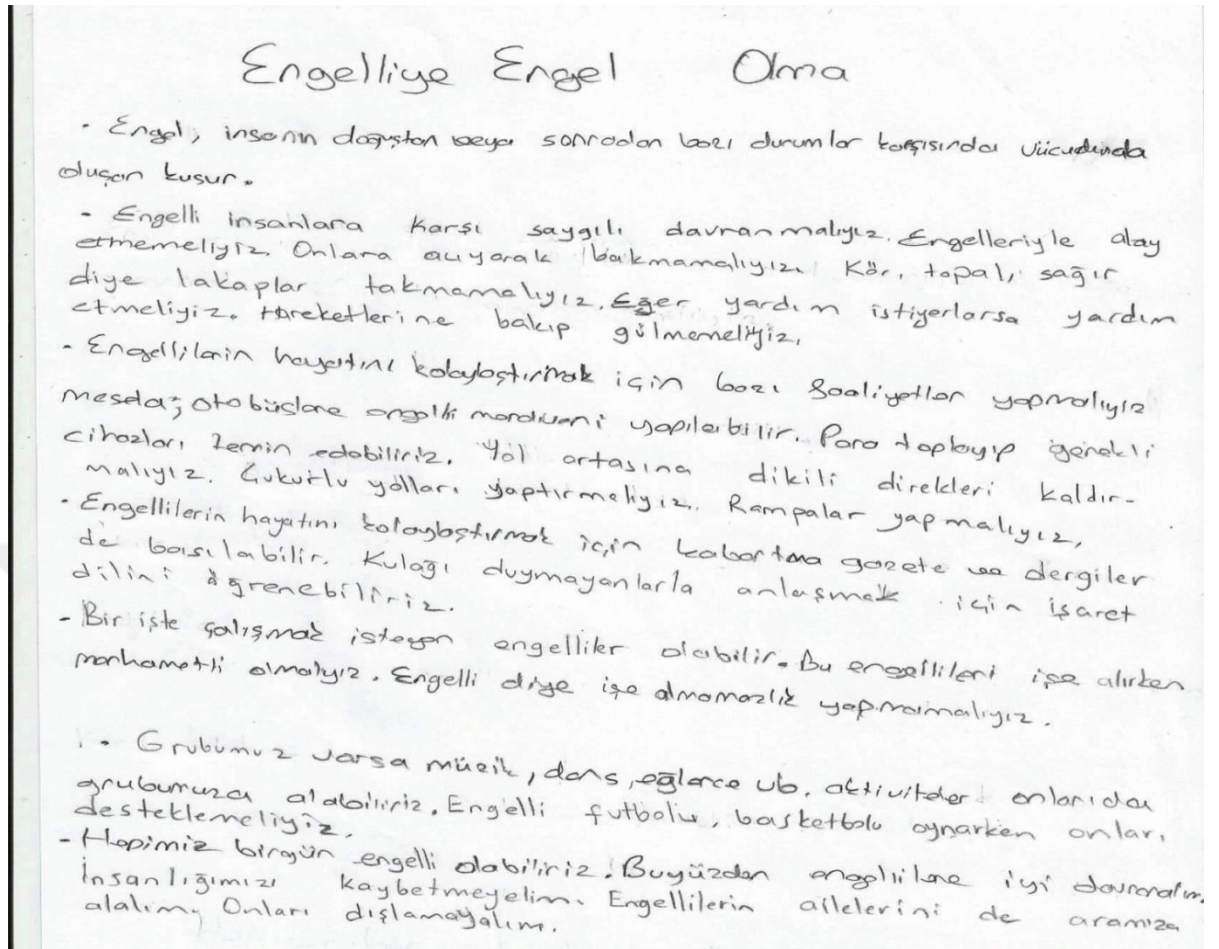 Engelliye Engel Olma
- Engel, insanın doğuştan veya sonradan bazı durumlar karşısında vücudunda
oluşan kusur.
- Engelli insanlara karşı saygılı davranmalıyız. Engelleriyle alay
etmemeliyiz. Onlara acıyarak bakmamalıyız. Kör, topal, sağır
diye lakaplar takmamalıyız. Eğer yardım istiyorlarsa yardım
etmeliyiz. Hareketlerine bakıp gülmemeliyiz.
- Engellilerin hayatını kolaylaştırmak için bazı faaliyetler yapmalıyız
mesela; otobüslere engelli merdiveni yapılabilir. Para toplayıp gerekli
cihazları temin edebiliriz. Yol ortasına dikili direkleri kaldır-
malıyız. Çukurlu yolları yaptırmalıyız. Rampalar yapmalıyız.
- Engellilerin hayatını kolaylaştırmak için kabartma gazete ve dergiler
de basılabilir. Kulağı duymayanlarla anlaşmak için işaret
dilini öğrenebiliriz.
- Bir işte çalışmak isteyen engelliler olabilir. Bu engellileri işe alırken
merhametli olmalıyız. Engelli diye işe almamazlık yapmamalıyız.
- Grubumuz varsa müzik, dans, eğlence vb. aktiviteler onlarıda
grubumuza alabiliriz. Engelli futbolu, basketbolu oynarken onları
desteklemeliyiz.
- Hepimiz birgün engelli olabiliriz. Buyüzden engellilere iyi davranalım.
İnsanlığımızı kaybetmeyelim. Engellilerin ailelerini de aramıza
alalım. Onları dışlamayalım.